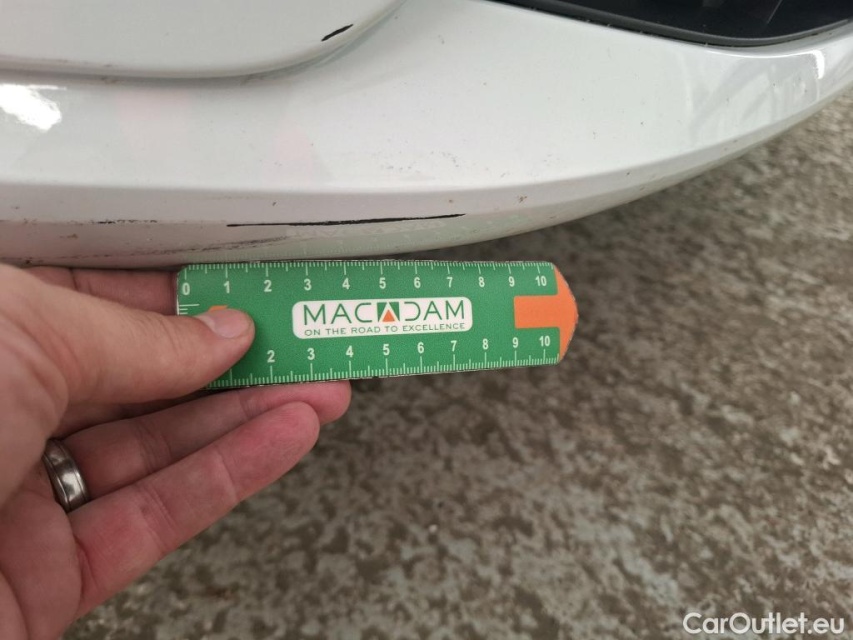 0 1 2 3 4 5 6 7 8 9 10
MACADAM
ON THE ROAD TO EXCELLENCE
2 3 4 5 6 7 8 9 10
CarOutlet.eu